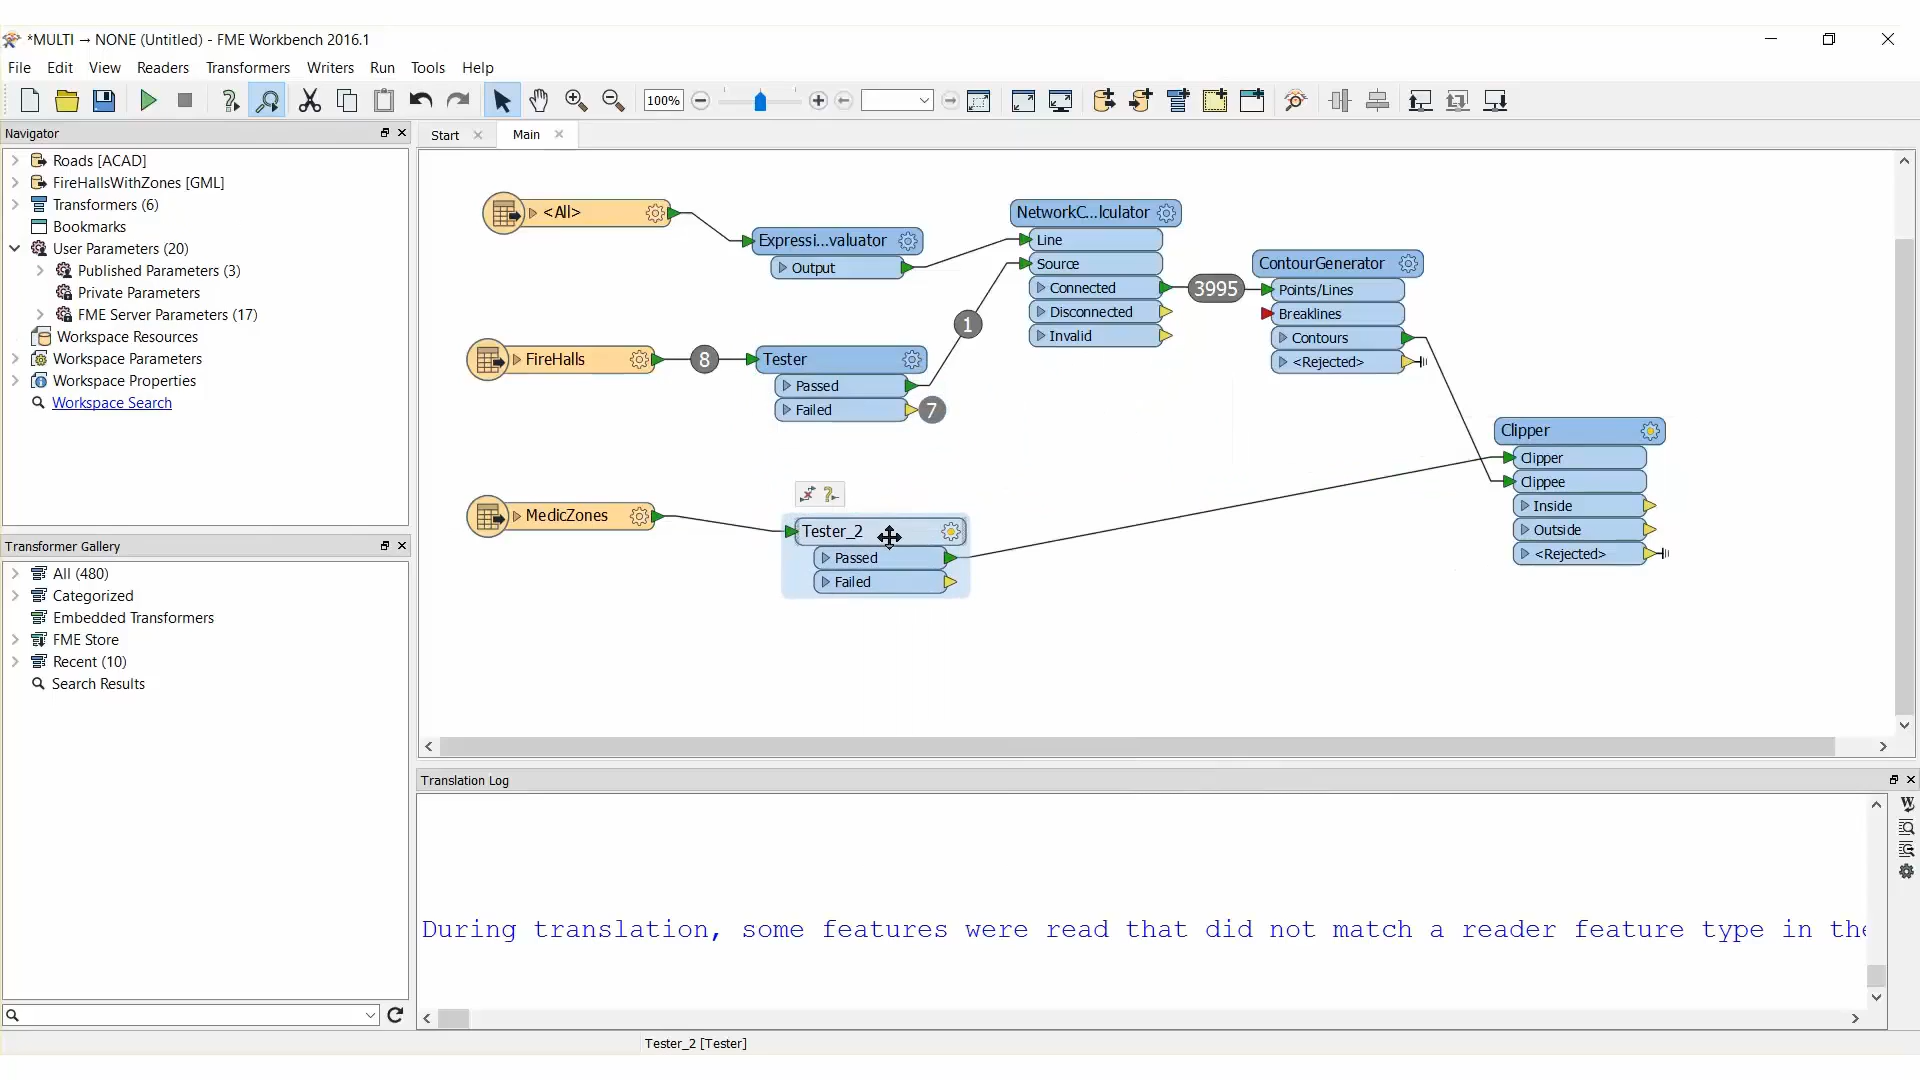 *MULTI → NONE (Untitled) - FME Workbench 2016.1
File Edit View Readers Transformers Writers Run Tools Help
100%
Navigator
Roads [ACAD]
FireHallsWithZones [GML]
Transformers (6)
Bookmarks
User Parameters (20)
Published Parameters (3)
Private Parameters
FME Server Parameters (17)
Workspace Resources
Workspace Parameters
Workspace Properties
Workspace Search
Transformer Gallery
All (480)
Categorized
Embedded Transformers
FME Store
Recent (10)
Search Results
Start Main
<All>
Expressi...valuator
Output
NetworkC...lculator
Line
Source
Connected
Disconnected
Invalid
3995
ContourGenerator
Points/Lines
Breaklines
Contours
<Rejected>
FireHalls
8
Tester
Passed
Failed
1
7
MedicZones
Tester_2
Passed
Failed
Clipper
Clipper
Clippee
Inside
Outside
<Rejected>
Translation Log
During translation, some features were read that did not match a reader feature type in the
Tester_2 [Tester]